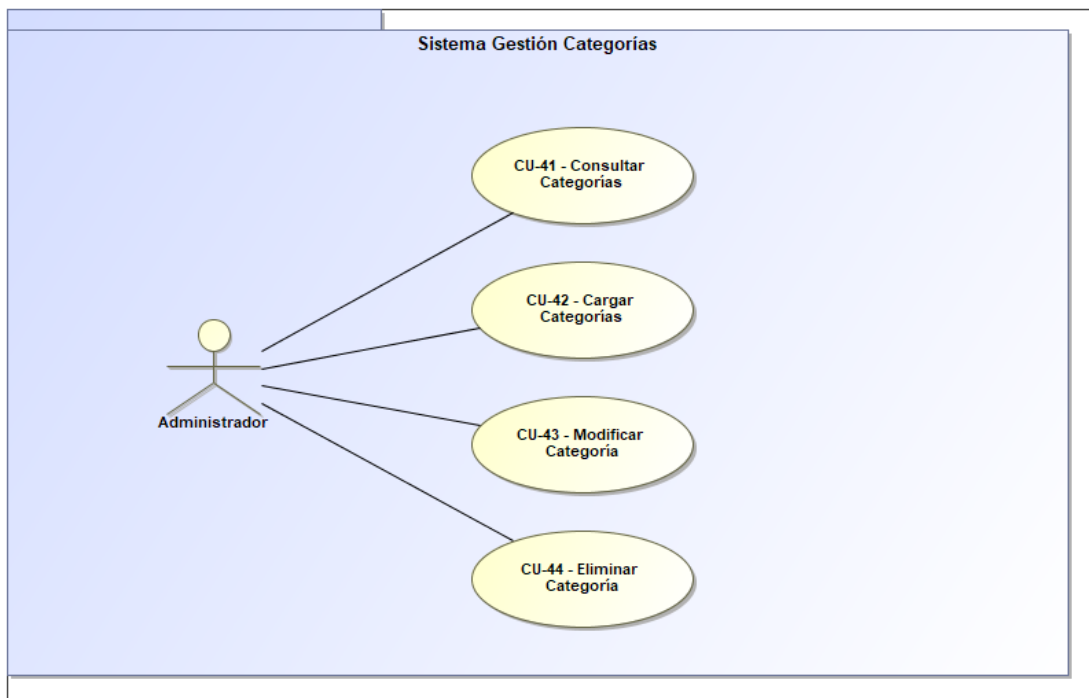 Sistema Gestión Categorías
CU-41 - Consultar
Categorías
CU-42 - Cargar
Categorías
Administrador
CU-43 - Modificar
Categoría
CU-44 - Eliminar
Categoría